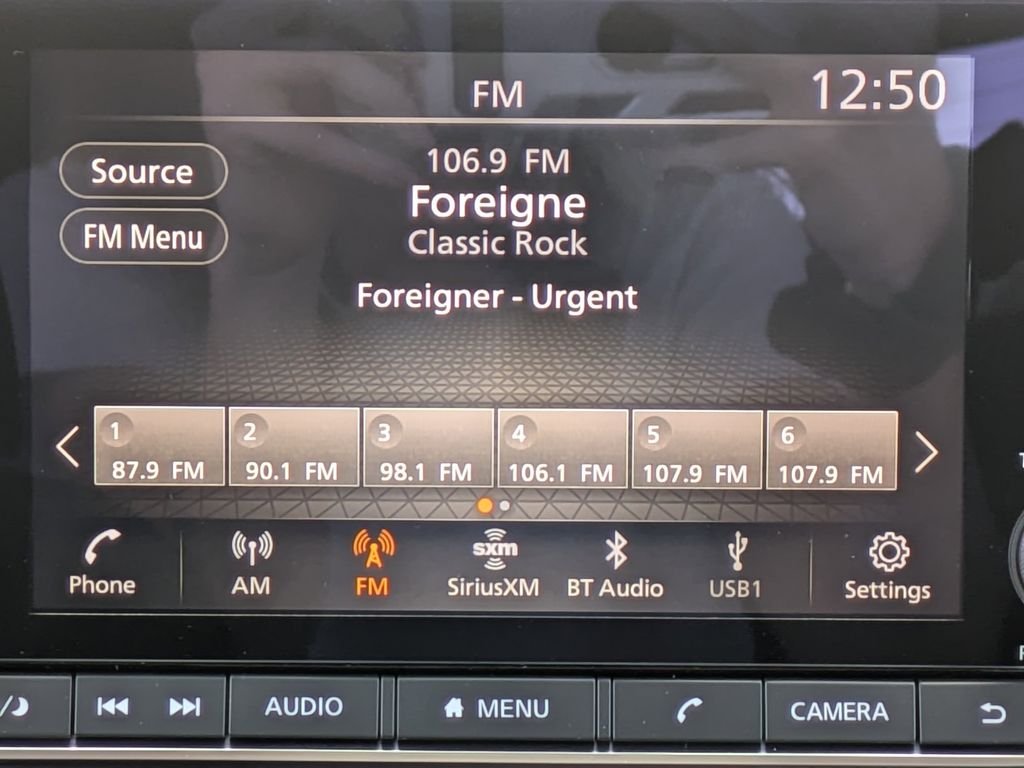 FM
12:50
Source
FM Menu
106.9 FM
Foreigne
Classic Rock
Foreigner - Urgent
1
87.9 FM
2
90.1 FM
3
98.1 FM
4
106.1 FM
5
107.9 FM
6
107.9 FM
Phone
AM
FM
sxm
SiriusXM
BT Audio
USB1
Settings
AUDIO
MENU
CAMERA